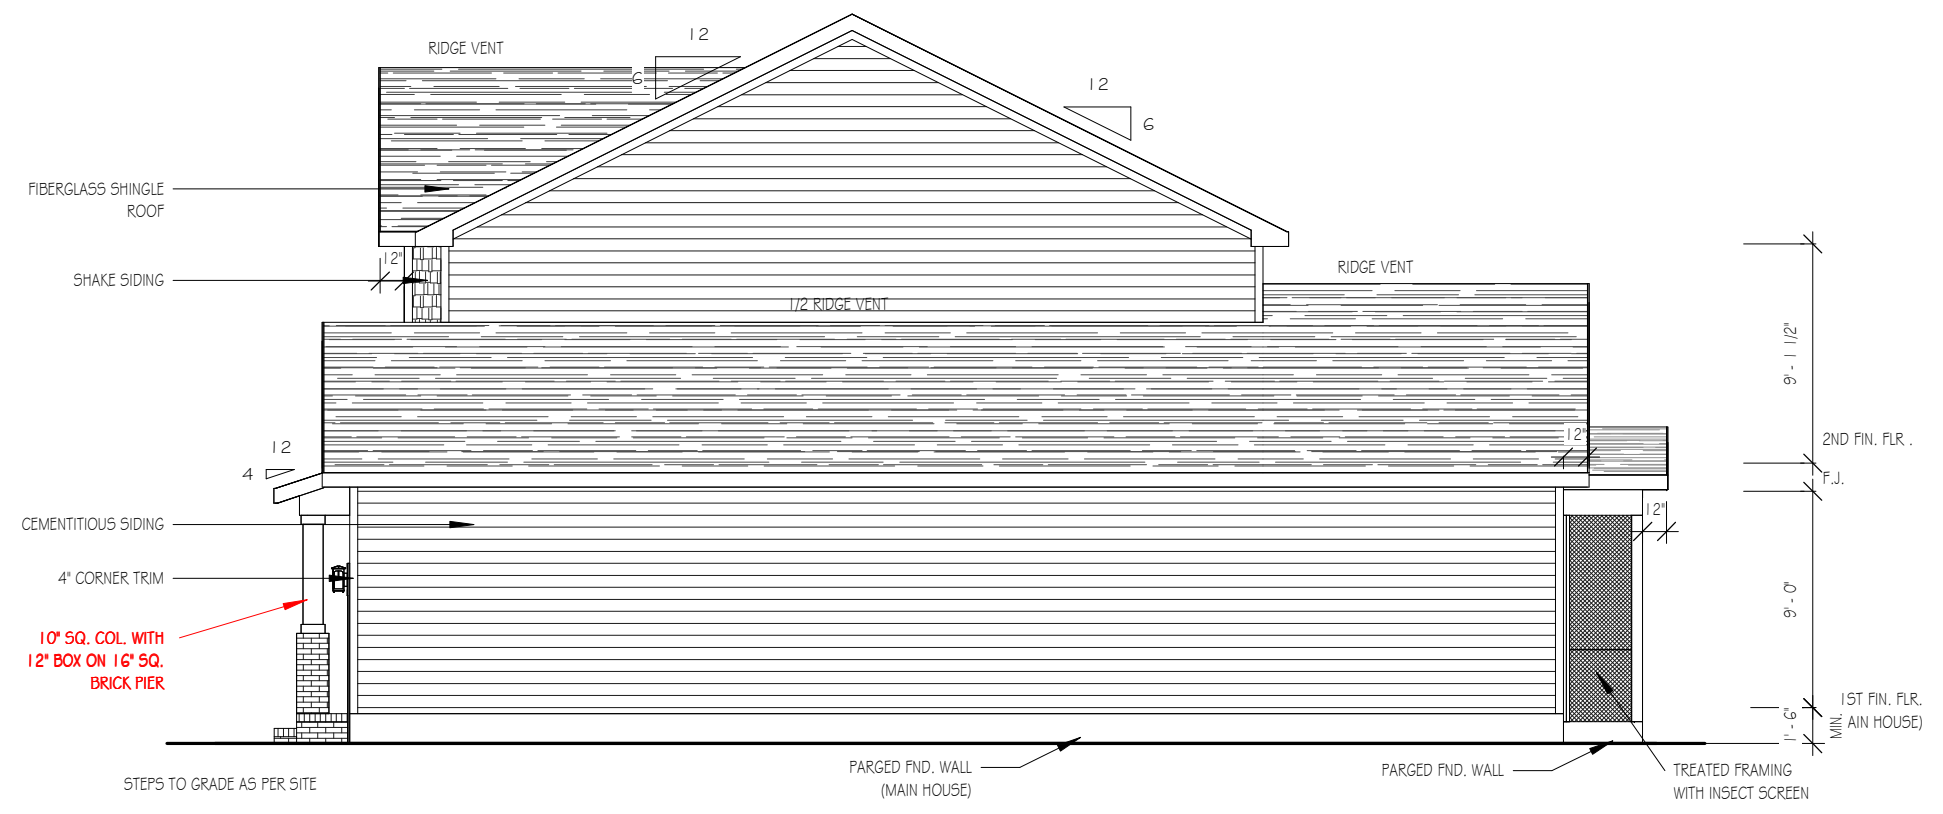 RIDGE VENT
12
6
12
6
FIBERGLASS SHINGLE
ROOF
12"
SHAKE SIDING
RIDGE VENT
1/2 RIDGE VENT
9' - 1 1/2"
12
4
12"
2ND FIN. FLR .
F.J.
CEMENTITIOUS SIDING
12"
4" CORNER TRIM
9' - 0"
10" SQ. COL. WITH
12" BOX ON 16" SQ.
BRICK PIER
1' - 6"
MIN.
1ST FIN. FLR.
AIN HOUSE)
PARGED FND. WALL
(MAIN HOUSE)
PARGED FND. WALL
TREATED FRAMING
WITH INSECT SCREEN
STEPS TO GRADE AS PER SITE